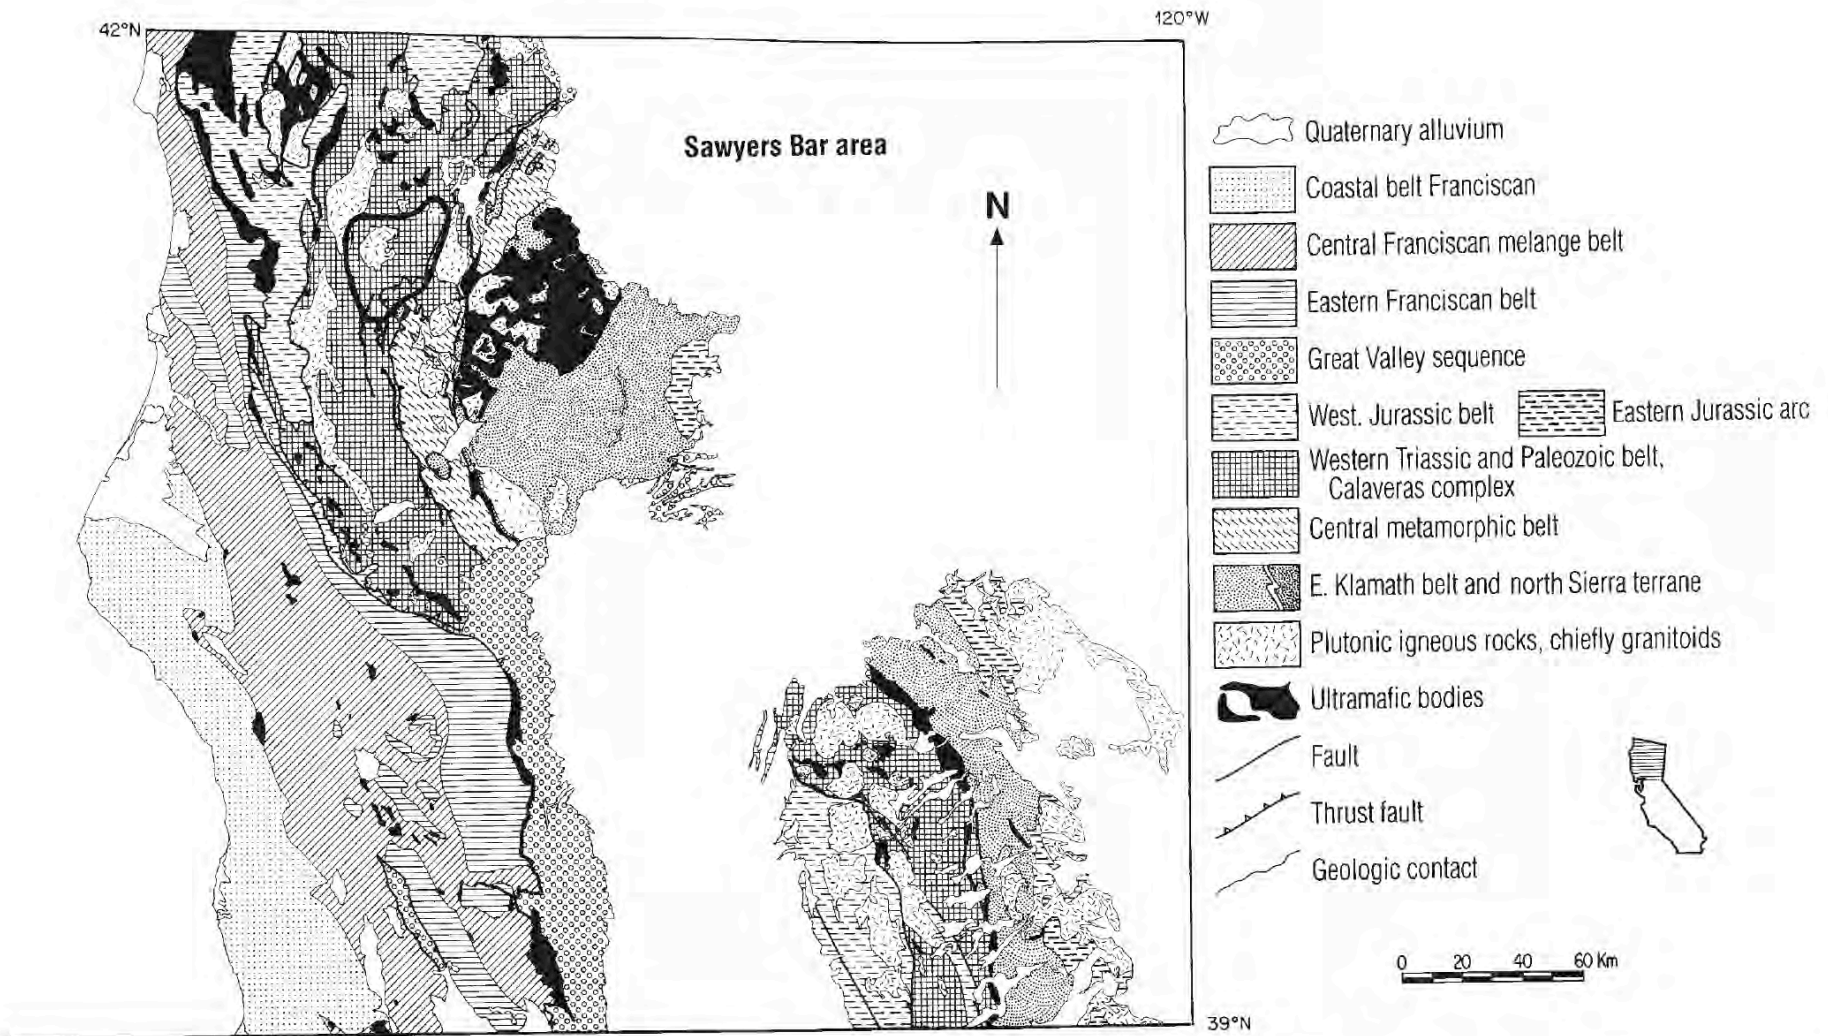 42°N
120°W
Sawyers Bar area
N
Quaternary alluvium
Coastal belt Franciscan
Central Franciscan melange belt
Eastern Franciscan belt
Great Valley sequence
West. Jurassic belt
Eastern Jurassic arc
Western Triassic and Paleozoic belt,
Calaveras complex
Central metamorphic belt
E. Klamath belt and north Sierra terrane
Plutonic igneous rocks, chiefly granitoids
Ultramafic bodies
Fault
Thrust fault
Geologic contact
0 20 40 60 Km
39°N